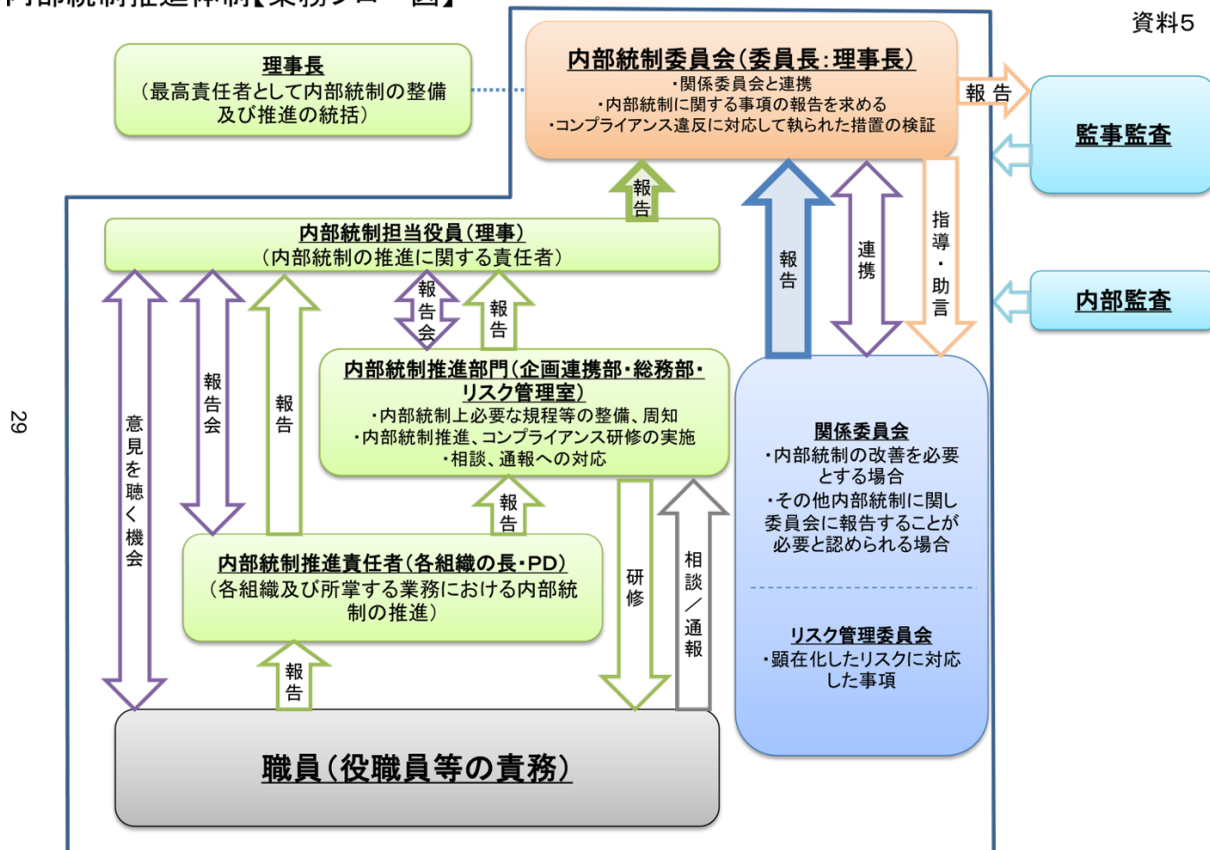 内部統制推進体制【業務フロー図】
資料5
理事長
(最高責任者として内部統制の整備
及び推進の統括)
内部統制委員会(委員長:理事長)
・関係委員会と連携
・内部統制に関する事項の報告を求める
・コンプライアンス違反に対応して執られた措置の検証
報告
監事監査
報告
内部統制担当役員(理事)
(内部統制の推進に関する責任者)
報告
連携
指導・助言
内部監査
意見を聴く機会
報告会
報告
報告会
報告
内部統制推進部門(企画連携部・総務部・
リスク管理室)
・内部統制上必要な規程等の整備、周知
・内部統制推進、コンプライアンス研修の実施
・相談、通報への対応
報告
内部統制推進責任者(各組織の長・PD)
(各組織及び所掌する業務における内部統
制の推進)
報告
研修
相談/通報
関係委員会
・内部統制の改善を必要
とする場合
・その他内部統制に関し
委員会に報告することが
必要と認められる場合
リスク管理委員会
・顕在化したリスクに対応
した事項
職員(役職員等の責務)
29